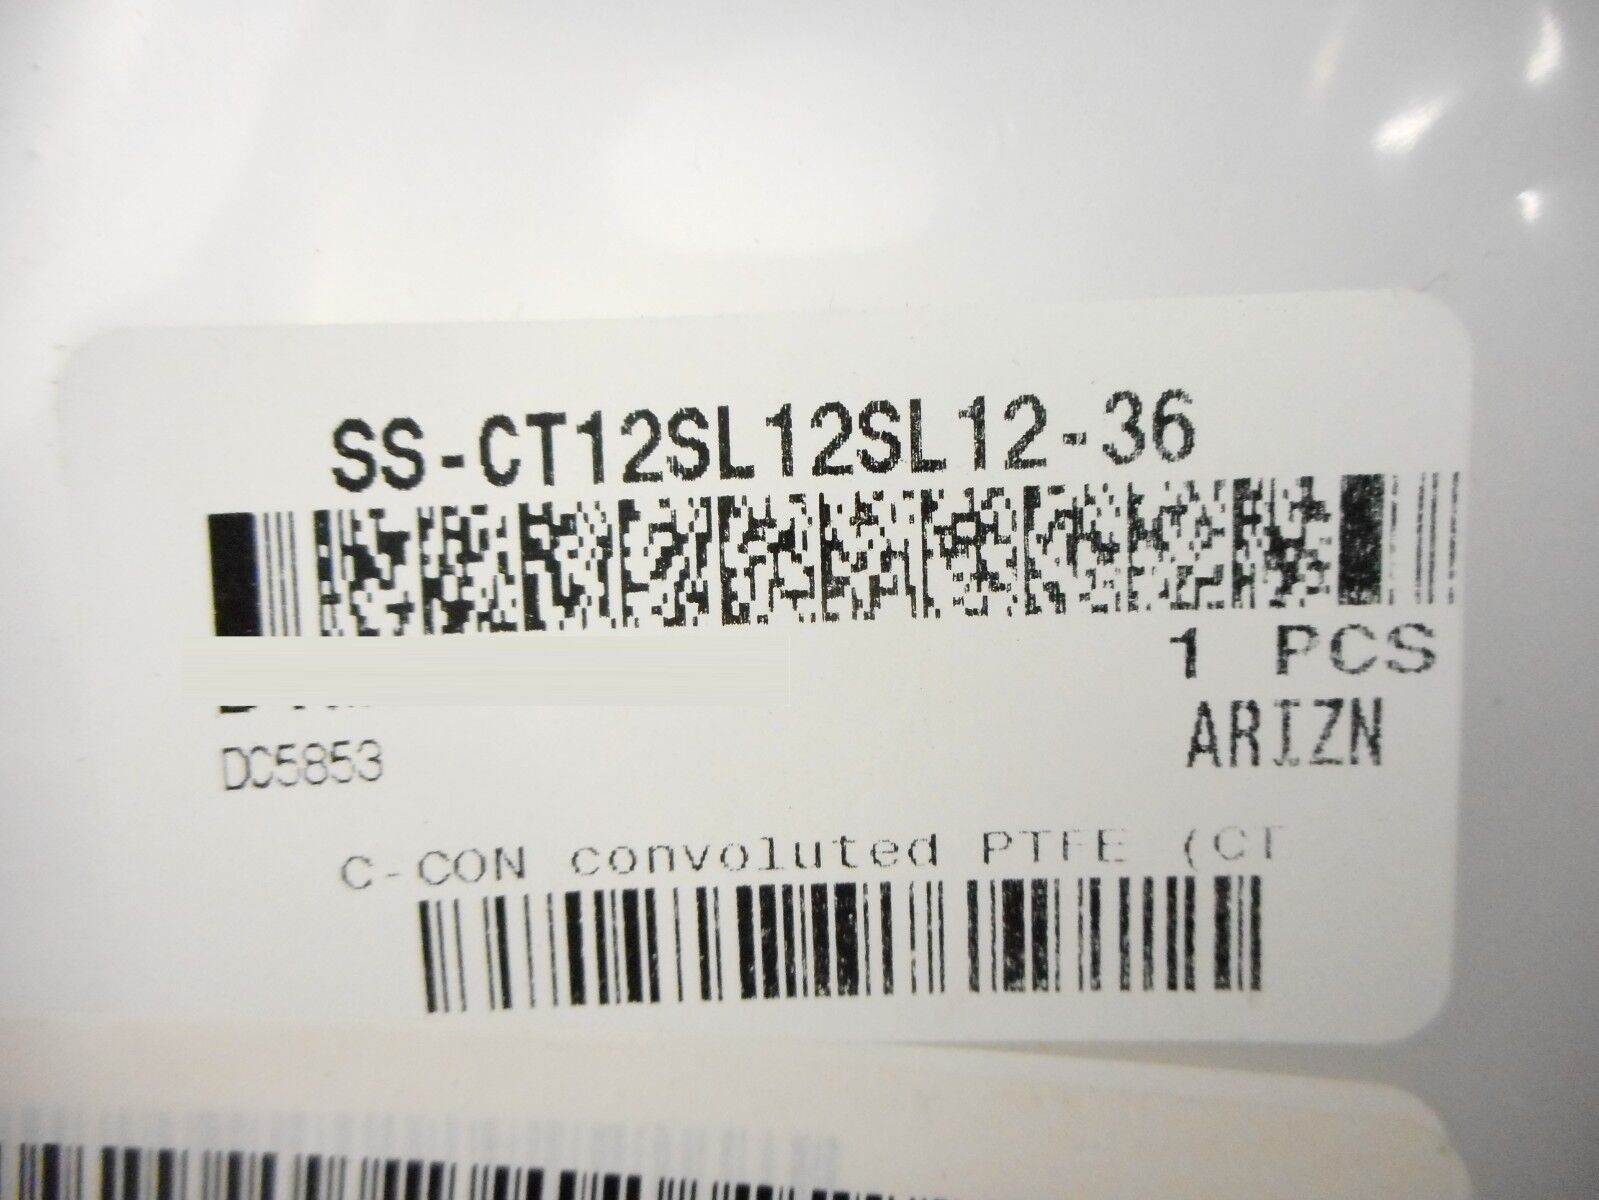 SS-CT12SL12SL12-36
1 PCS
ARIZN
DC5853
C-CON convoluted PTFE (CT